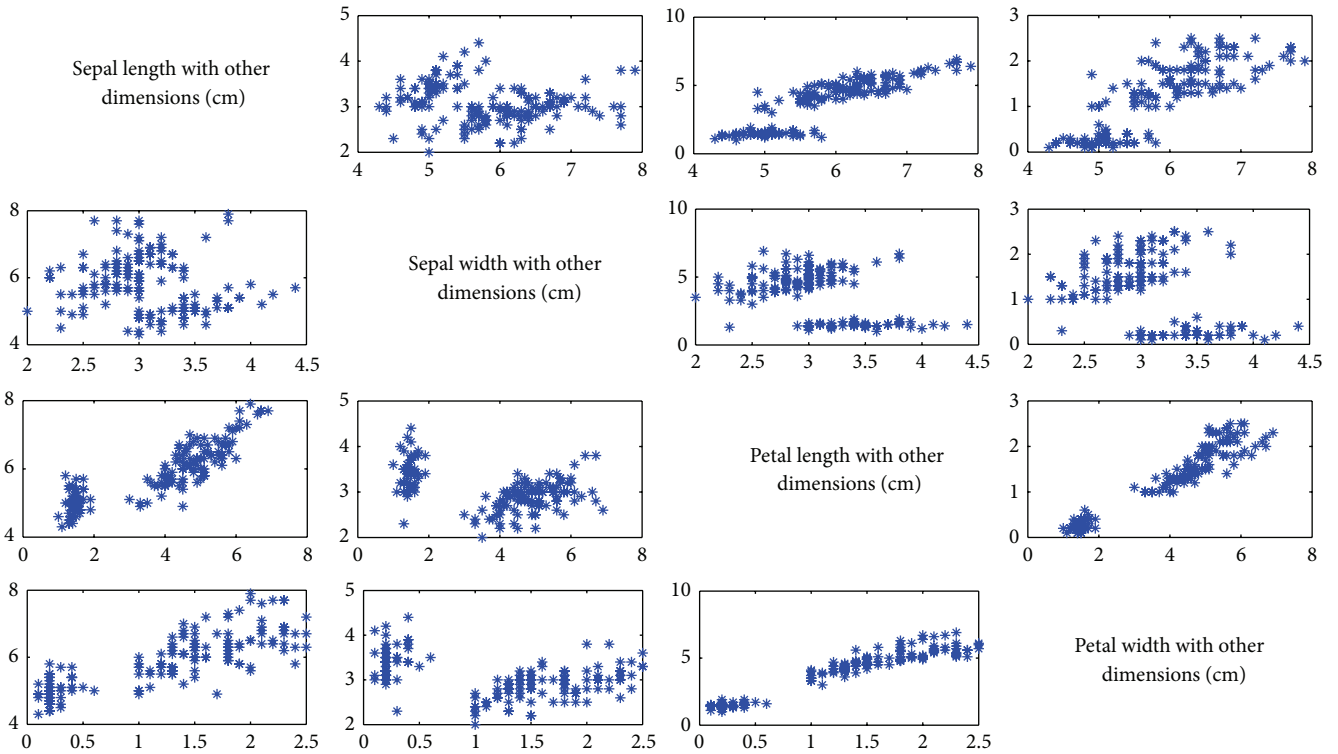 Sepal length with other
dimensions (cm)
5
4
3
2
4 5 6 7 8
10
5
0
4 5 6 7 8
3
2
1
0
4 5 6 7 8
8
6
4
2 2.5 3 3.5 4 4.5
Sepal width with other
dimensions (cm)
10
5
0
2 2.5 3 3.5 4 4.5
3
2
1
0
2 2.5 3 3.5 4 4.5
8
6
4
0 2 4 6 8
5
4
3
2
0 2 4 6 8
Petal length with other
dimensions (cm)
3
2
1
0
0 2 4 6 8
8
6
4
0 0.5 1 1.5 2 2.5
5
4
3
2
0 0.5 1 1.5 2 2.5
10
5
0
0 0.5 1 1.5 2 2.5
Petal width with other
dimensions (cm)